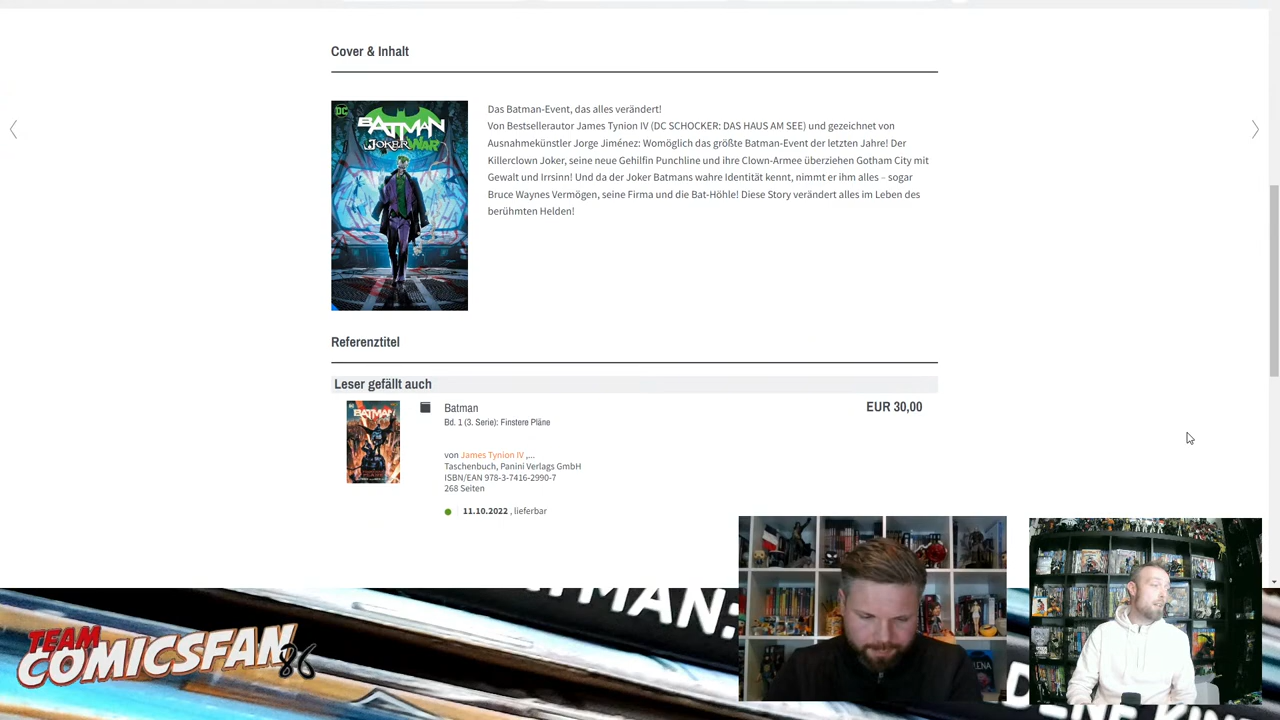 Cover & Inhalt
DC
BATMAN
JOKER WAR
Das Batman-Event, das alles verändert!
Von Bestsellerautor James Tynion IV (DC SCHOCKER: DAS HAUS AM SEE) und gezeichnet von
Ausnahmekünstler Jorge Jiménez: Womöglich das größte Batman-Event der letzten Jahre! Der
Killerclown Joker, seine neue Gehilfin Punchline und ihre Clown-Armee überziehen Gotham City mit
Gewalt und Irrsinn! Und da der Joker Batmans wahre Identität kennt, nimmt er ihm alles – sogar
Bruce Waynes Vermögen, seine Firma und die Bat-Höhle! Diese Story verändert alles im Leben des
berühmten Helden!
Referenztitel
Leser gefällt auch
BATMAN
Batman
EUR 30,00
Bd. 1 (3. Serie): Finstere Pläne
von James Tynion IV ,...
Taschenbuch, Panini Verlags GmbH
ISBN/EAN 978-3-7416-2990-7
268 Seiten
11.10.2022 , lieferbar
TEAM
COMICSFAN
86